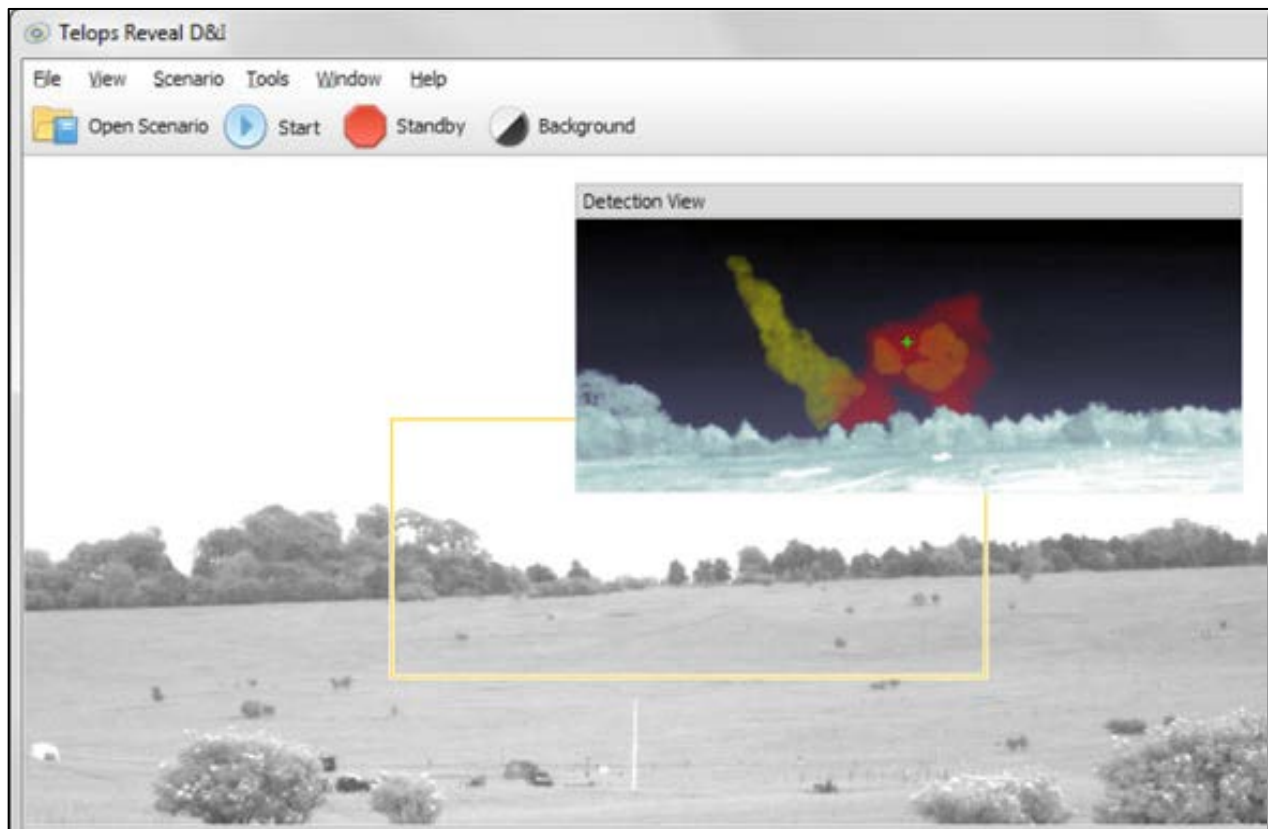 Telops Reveal D&I
File View Scenario Tools Window Help
Open Scenario Start Standby Background
Detection View